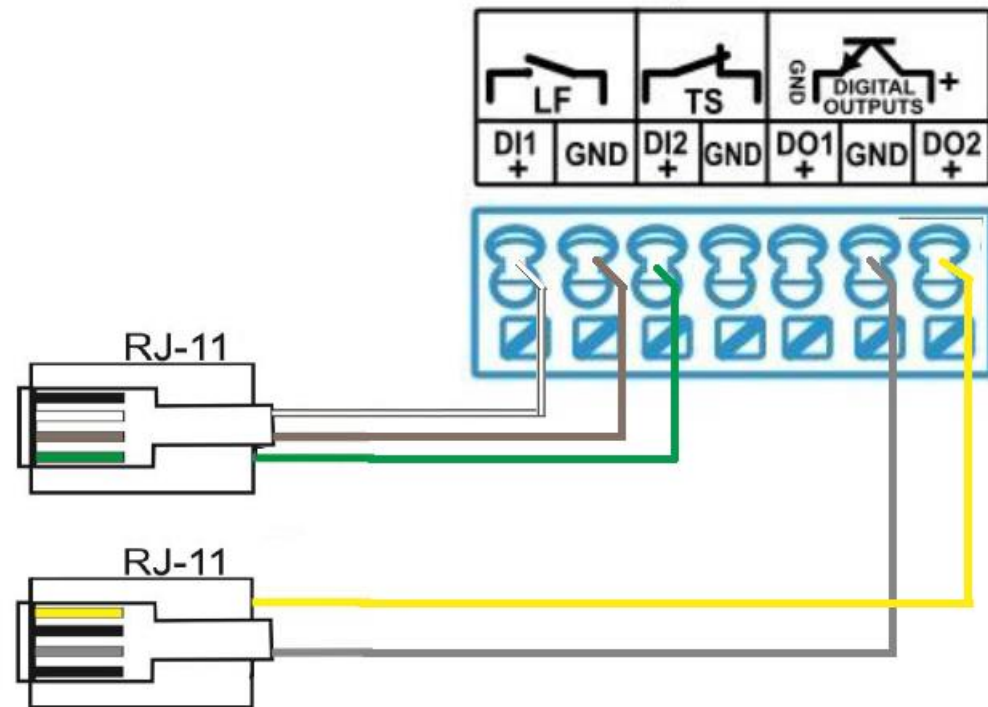 LF TS GND DIGITAL OUTPUTS +
DI1 + GND DI2 + GND DO1 + GND DO2 +
RJ-11
RJ-11